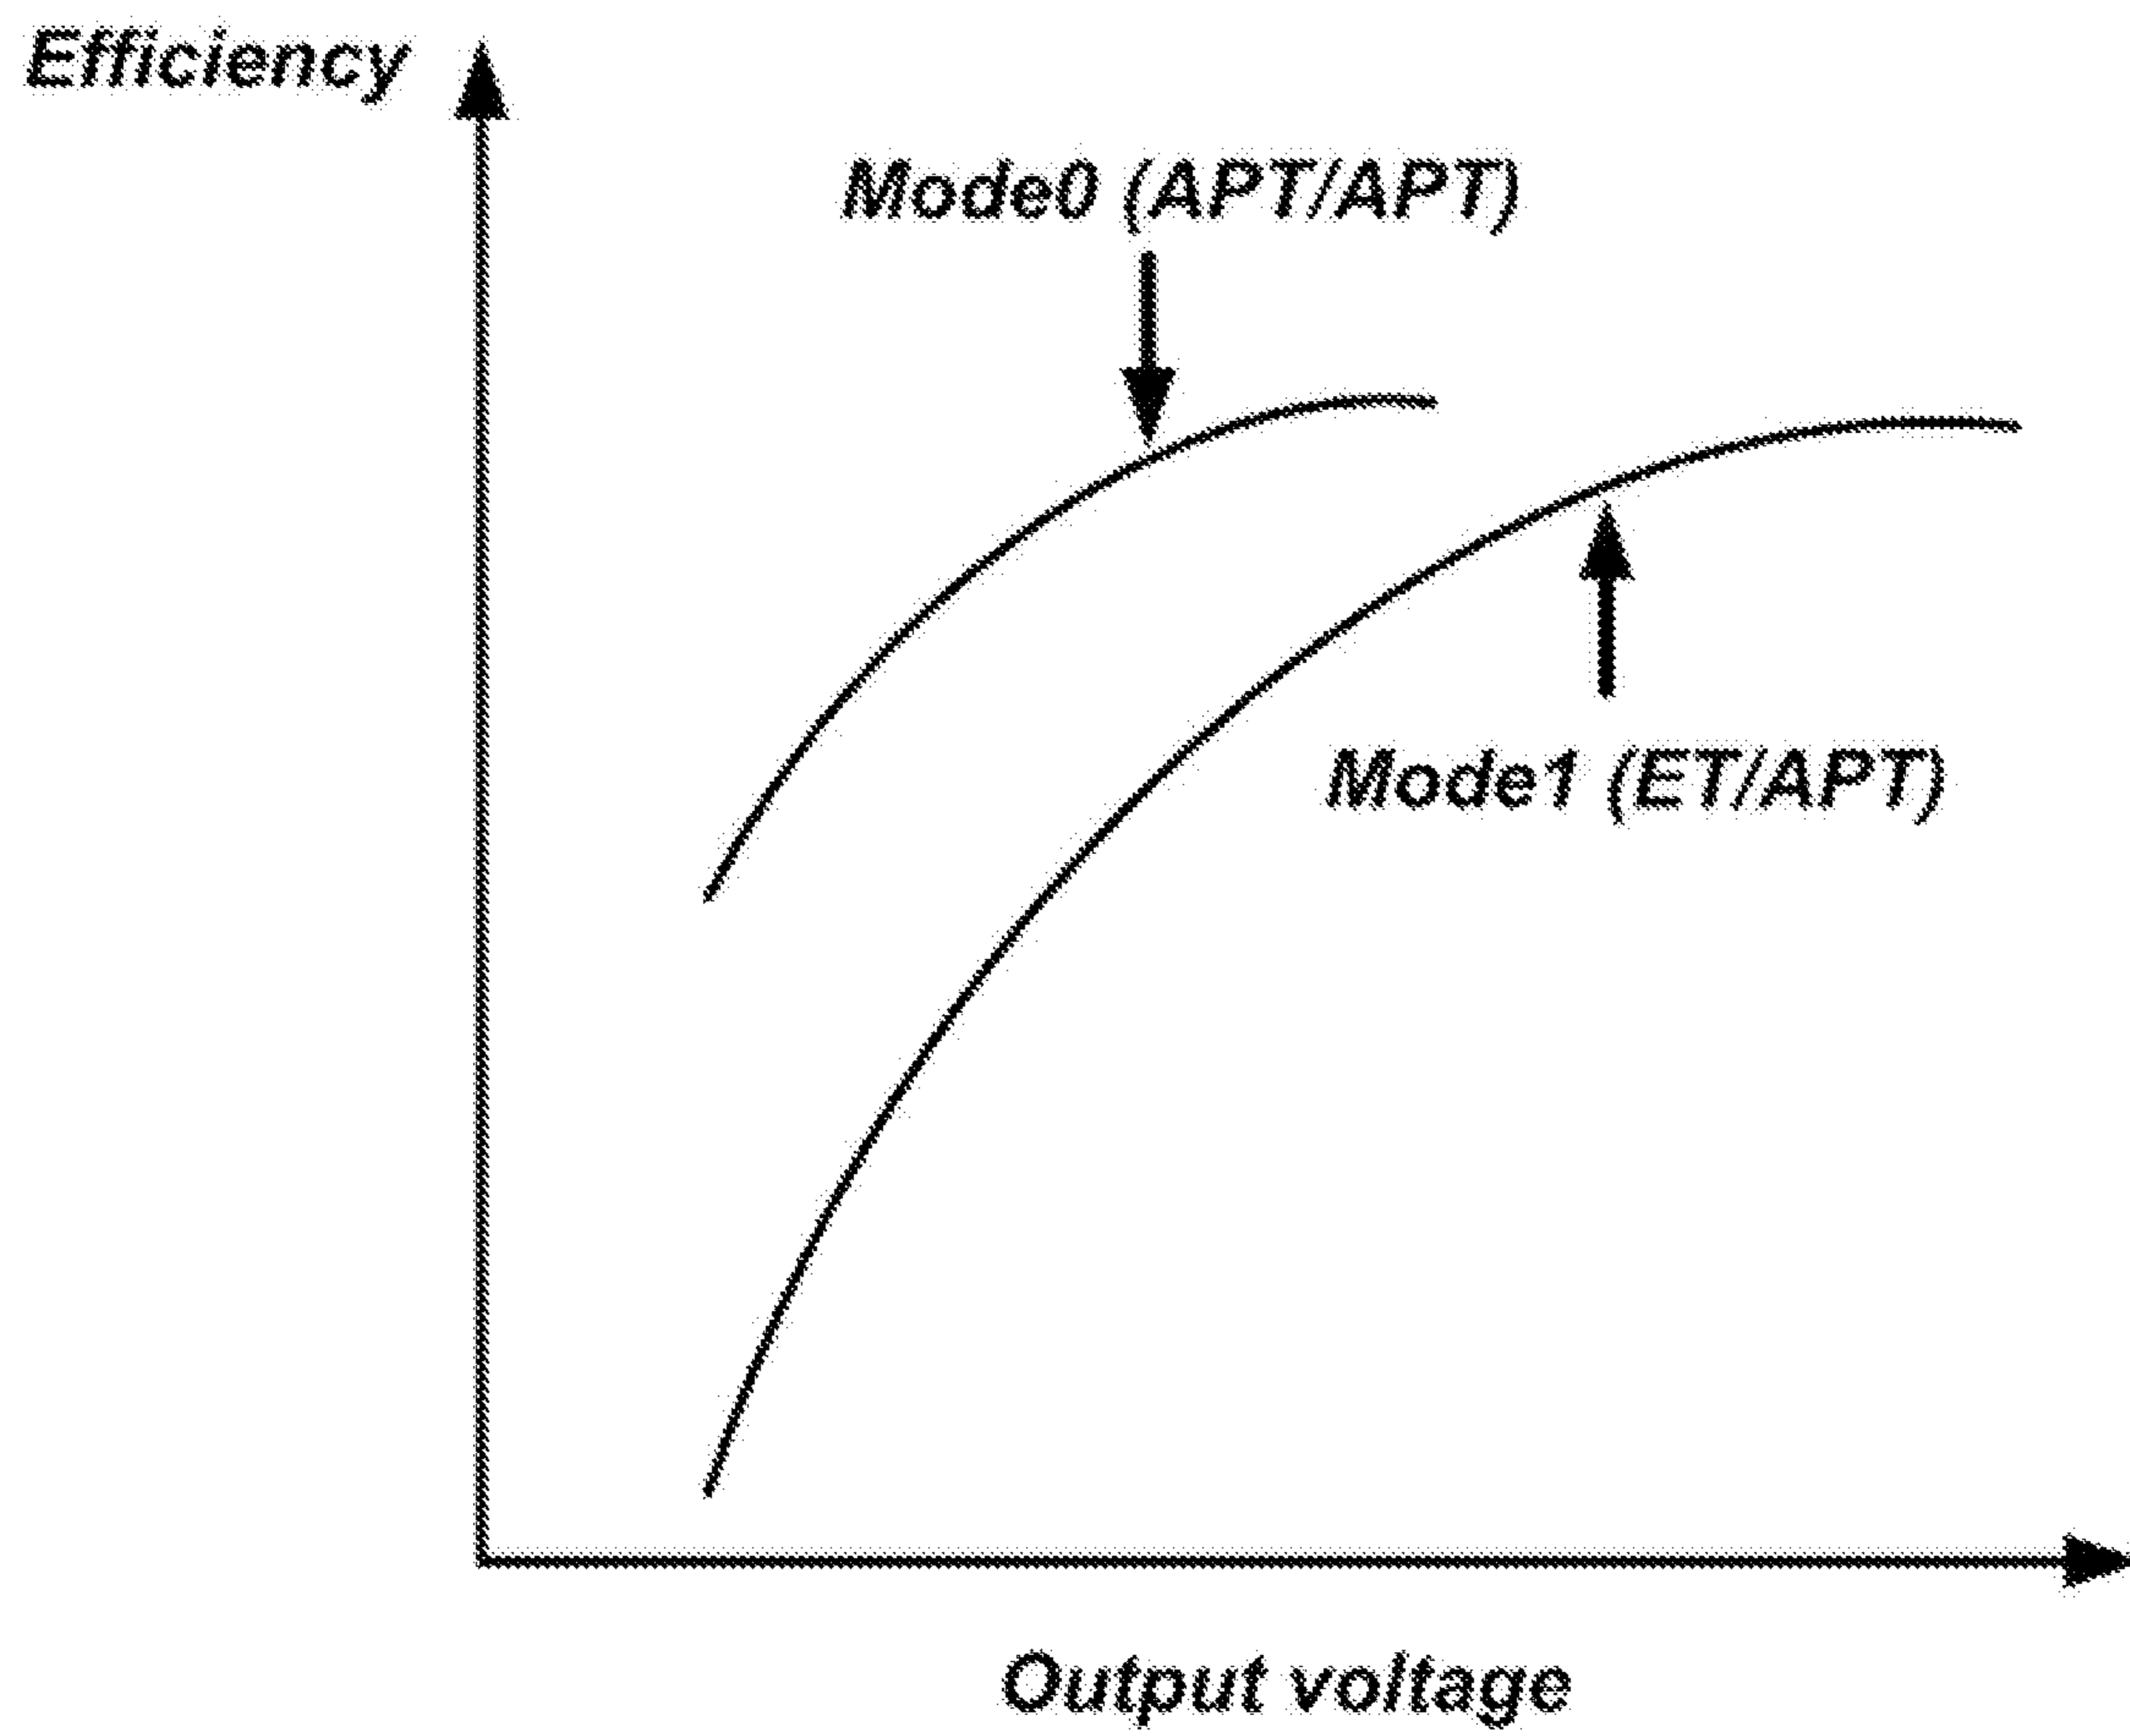 Efficiency
Mode0 (APT/APT)
Mode1 (ET/APT)
Output voltage